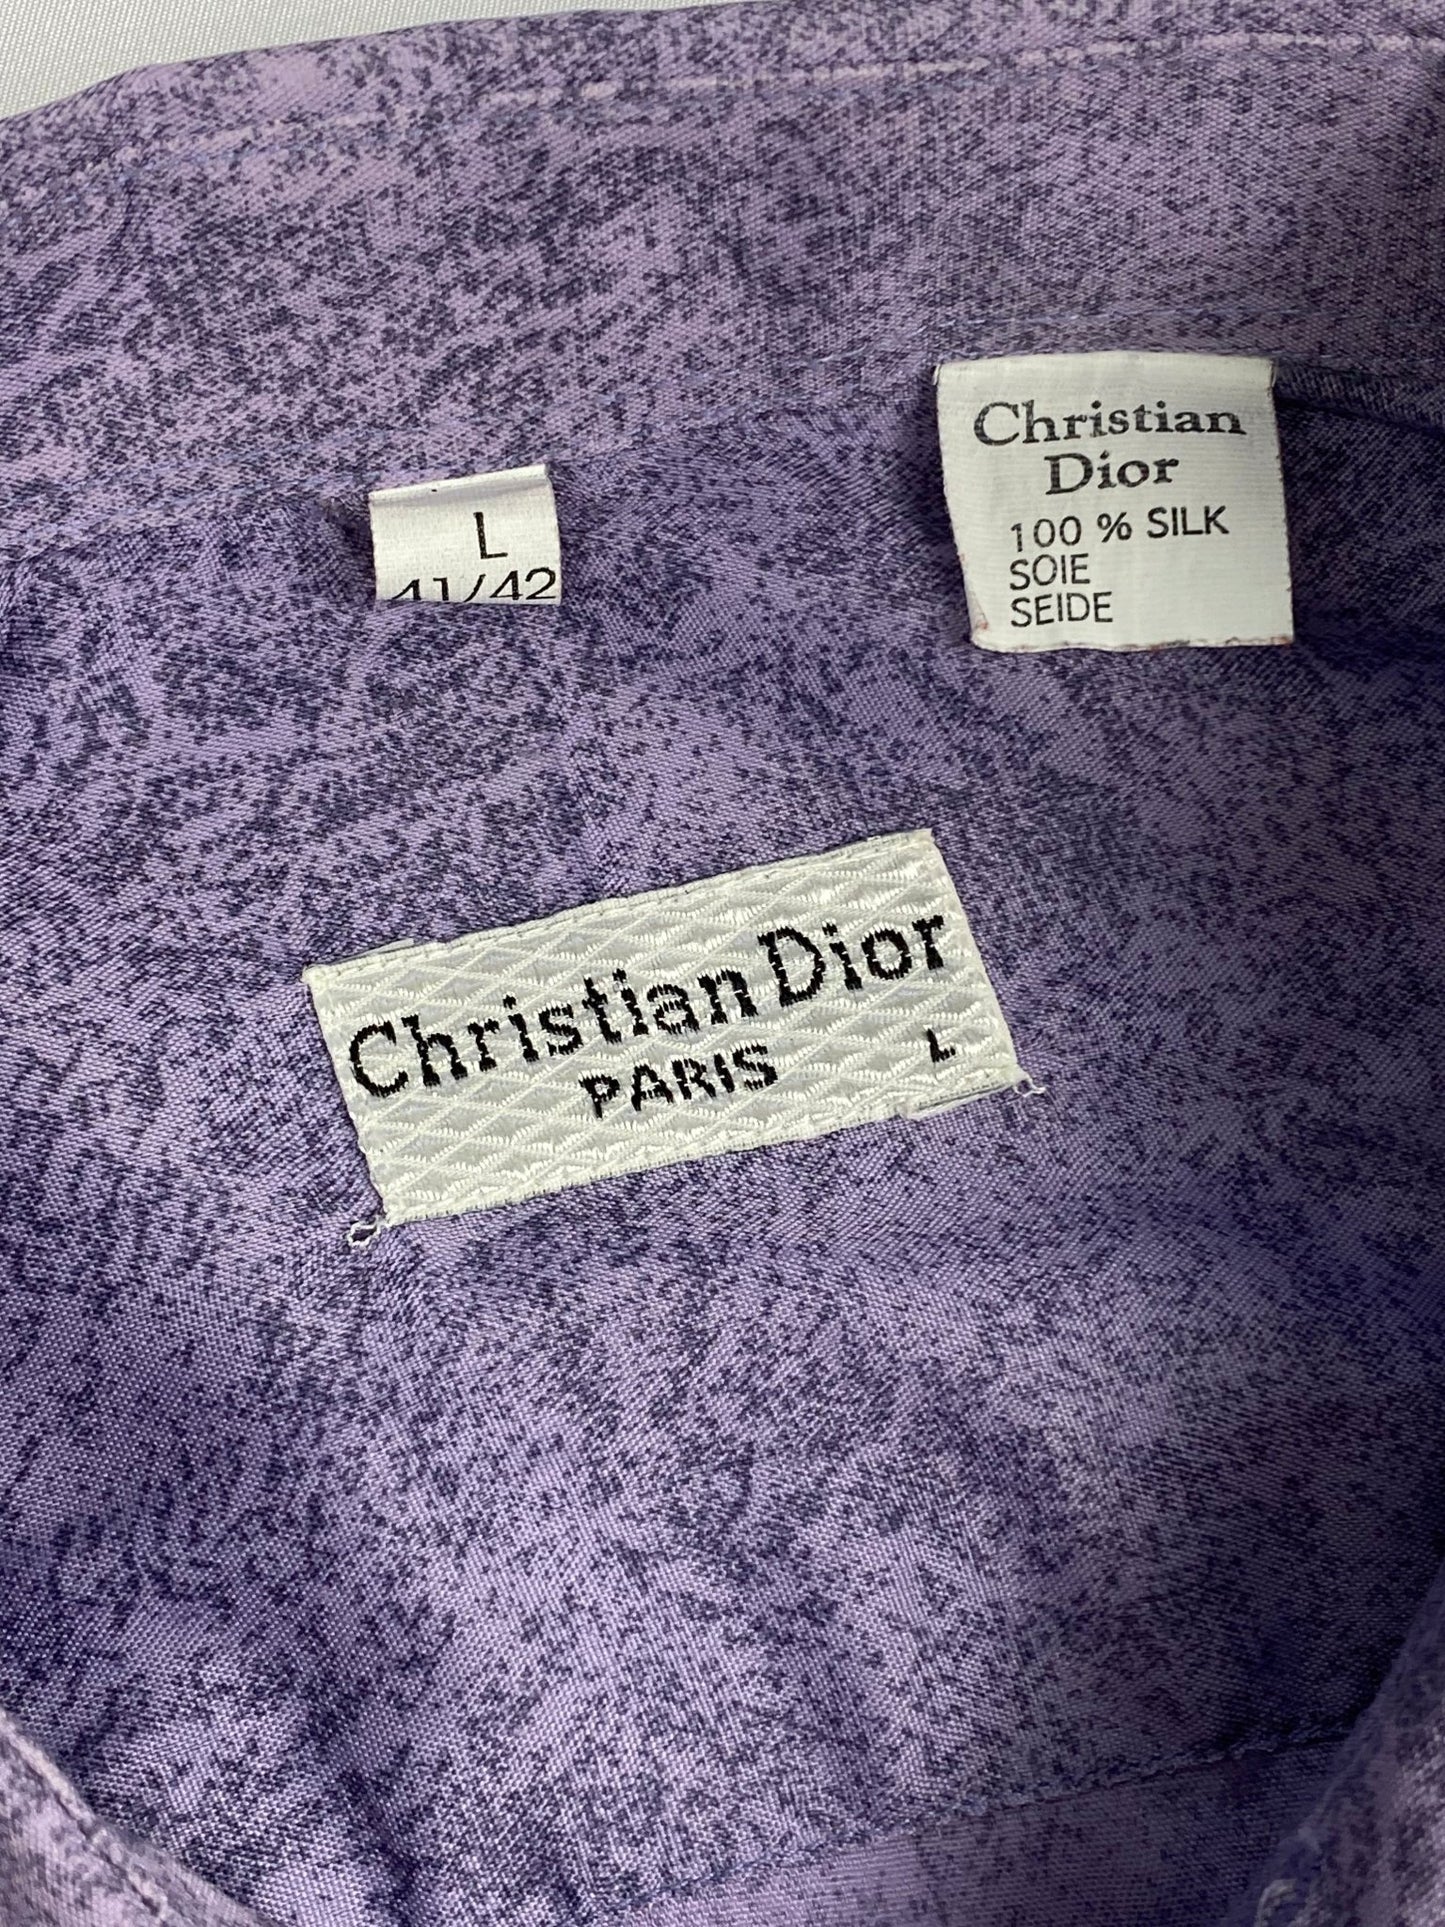 Christian
Dior
100 % SILK
SOIE
SEIDE
L
41/42
Christian Dior
PARIS L